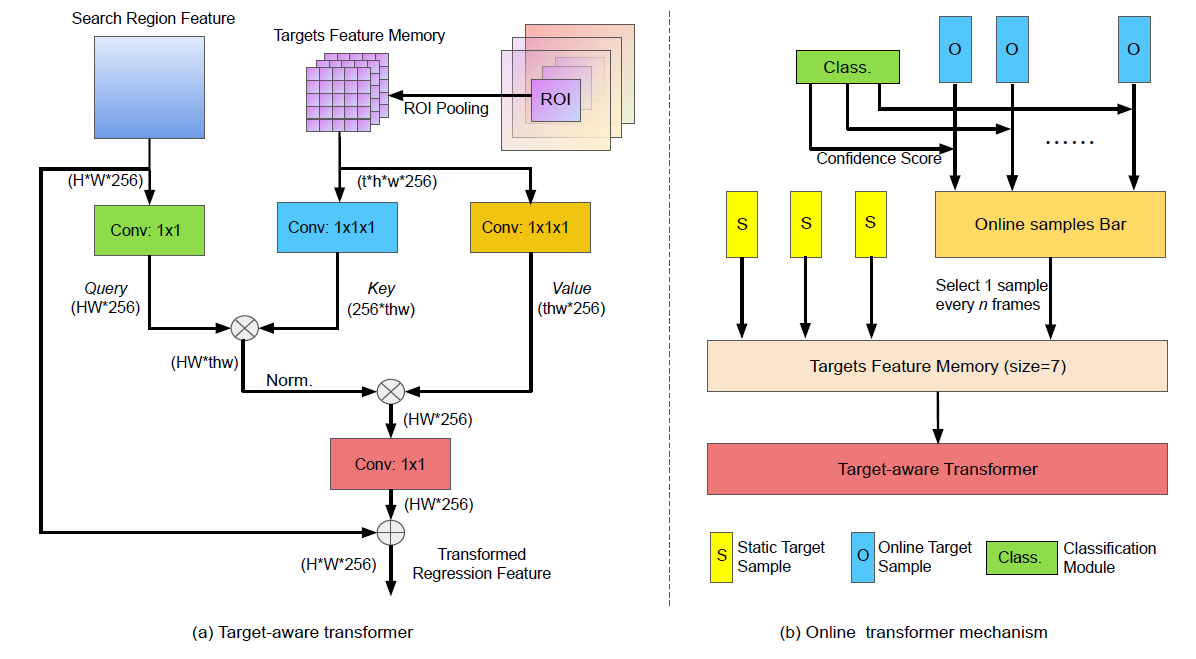 Search Region Feature
Targets Feature Memory
ROI
ROI Pooling
(H*W*256)
(t*h*w*256)
Conv: 1x1
Conv: 1x1x1
Conv: 1x1x1
Query
(HW*256)
Key
(256*thw)
Value
(thw*256)
(HW*thw)
Norm.
(HW*256)
Conv: 1x1
(HW*256)
(H*W*256)
Transformed
Regression Feature
(a) Target-aware transformer
Class.
O
O
O
......
Confidence Score
S
S
S
Online samples Bar
Select 1 sample
every n frames
Targets Feature Memory (size=7)
Target-aware Transformer
S
Static Target
Sample
O
Online Target
Sample
Class.
Classification
Module
(b) Online transformer mechanism